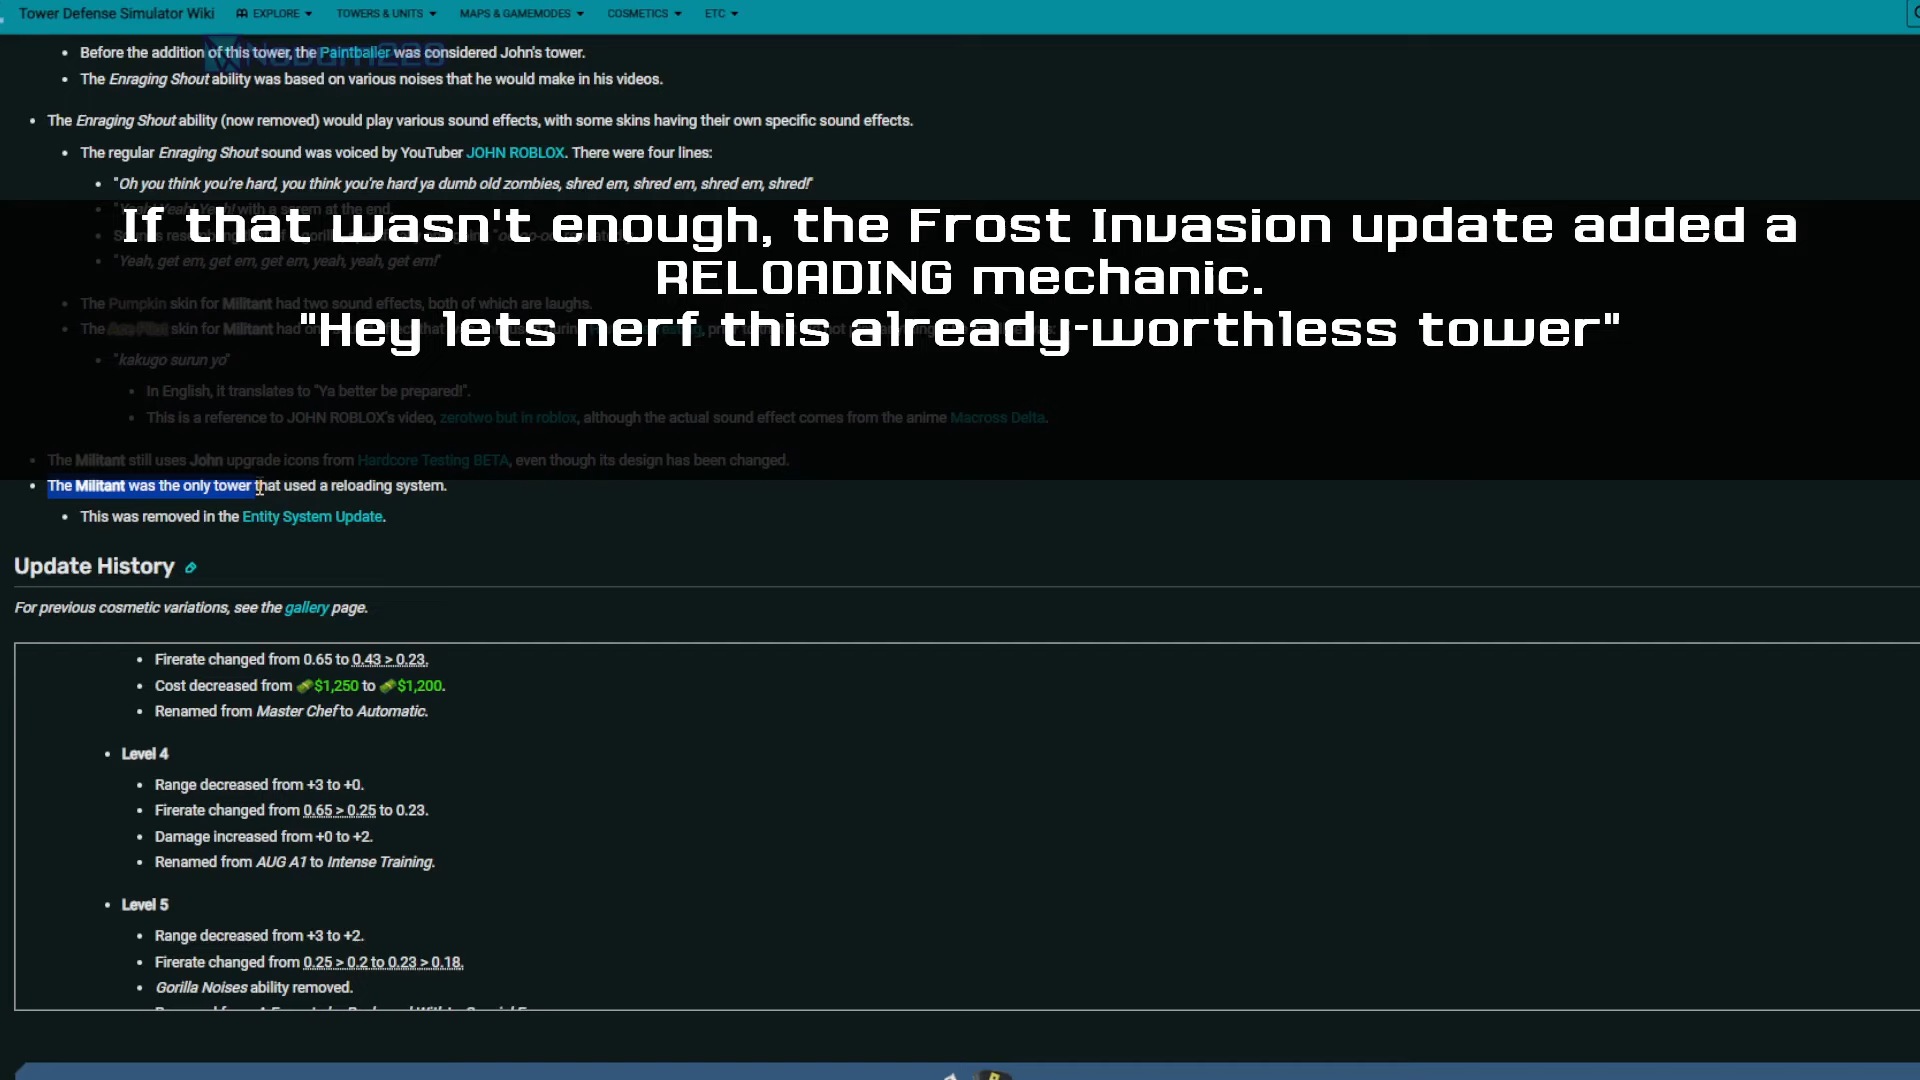 Tower Defense Simulator Wiki EXPLORE TOWERS & UNITS MAPS & GAMEMODES COSMETICS ETC
Before the addition of this tower, the Paintballer was considered John's tower.
The Enraging Shout ability was based on various noises that he would make in his videos.
The Enraging Shout ability (now removed) would play various sound effects, with some skins having their own specific sound effects.
The regular Enraging Shout sound was voiced by YouTuber JOHN ROBLOX. There were four lines:
"Oh you think you're hard, you think you're hard ya dumb old zombies, shred em, shred em, shred em, shred!"
If that wasn't enough, the Frost Invasion update added a
RELOADING mechanic.
"Hey lets nerf this already-worthless tower"
"Yeah, get em, get em, get em, yeah, yeah, get em!"
The Pumpkin skin for Militant had two sound effects, both of which are laughs.
"kakugo surun yo"
In English, it translates to "Ya better be prepared!".
This is a reference to JOHN ROBLOX's video, zerotwo but in roblox, although the actual sound effect comes from the anime Macross Delta.
The Militant still uses John upgrade icons from Hardcore Testing BETA, even though its design has been changed.
The Militant was the only tower that used a reloading system.
This was removed in the Entity System Update.
Update History
For previous cosmetic variations, see the gallery page.
Firerate changed from 0.65 to 0.43 > 0.23.
Cost decreased from $1,250 to $1,200.
Renamed from Master Chef to Automatic.
Level 4
Range decreased from +3 to +0.
Firerate changed from 0.65 > 0.25 to 0.23.
Damage increased from +0 to +2.
Renamed from AUG A1 to Intense Training.
Level 5
Range decreased from +3 to +2.
Firerate changed from 0.25 > 0.2 to 0.23 > 0.18.
Gorilla Noises ability removed.